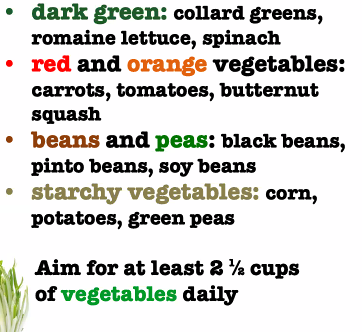 • dark green: collard greens,
romaine lettuce, spinach
• red and orange vegetables:
carrots, tomatoes, butternut
squash
• beans and peas: black beans,
pinto beans, soy beans
• starchy vegetables: corn,
potatoes, green peas
Aim for at least 2 ½ cups
of vegetables daily